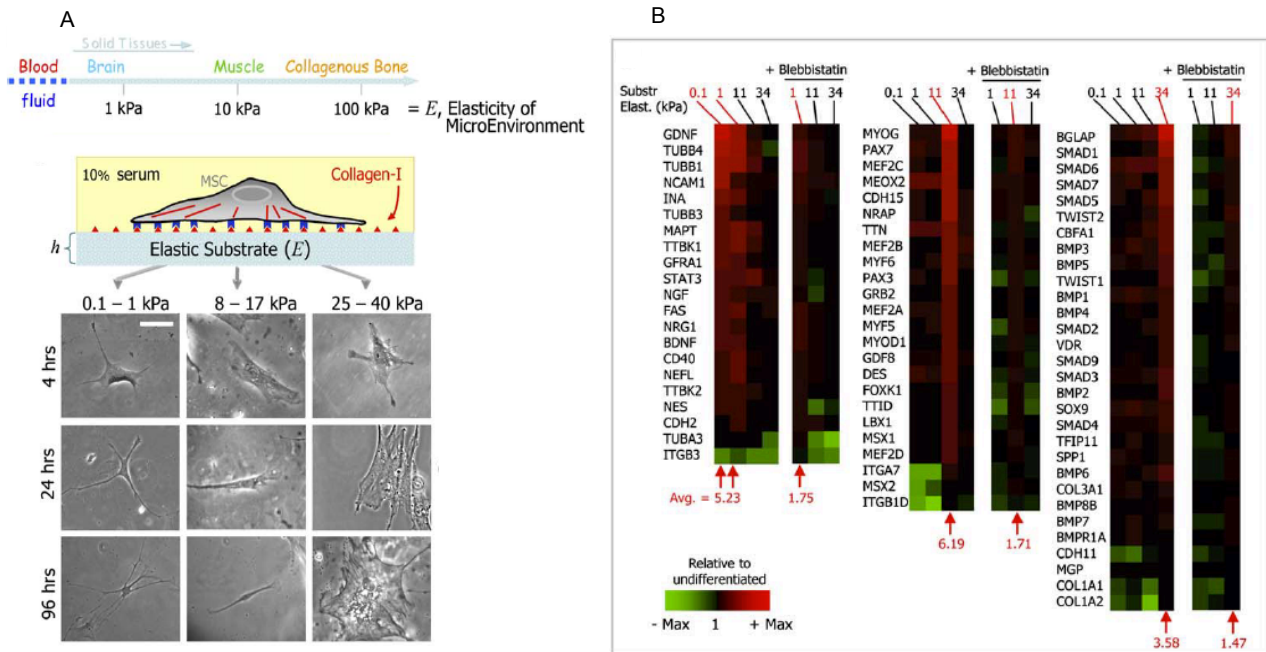 A
Solid Tissues
Blood Brain Muscle Collagenous Bone
fluid
1 kPa 10 kPa 100 kPa = E, Elasticity of
MicroEnvironment
10% serum
MSC
Collagen-I
h
Elastic Substrate (E)
0.1 – 1 kPa 8 – 17 kPa 25 – 40 kPa
4 hrs
24 hrs
96 hrs
B
+ Blebbistatin
Substr
Elast. (kPa)
0.1 1 11 34 1 11 34
GDNF
TUBB4
TUBB1
NCAM1
INA
TUBB3
MAPT
TTBK1
GFRA1
STAT3
NGF
FAS
NRG1
BDNF
CD40
NEFL
TTBK2
NES
CDH2
TUBA3
ITGB3
Avg. = 5.23 1.75
+ Blebbistatin
0.1 1 11 34 1 11 34
MYOG
PAX7
MEF2C
MEOX2
CDH15
NRAP
TTN
MEF2B
MYF6
PAX3
GRB2
MEF2A
MYF5
MYOD1
GDF8
DES
FOXK1
TTID
LBX1
MSX1
MEF2D
ITGA7
MSX2
ITGB1D
6.19 1.71
+ Blebbistatin
0.1 1 11 34 1 11 34
BGLAP
SMAD1
SMAD6
SMAD7
SMAD5
TWIST2
CBFA1
BMP3
BMP5
TWIST1
BMP1
BMP4
SMAD2
VDR
SMAD9
SMAD3
BMP2
SOX9
SMAD4
TFIP11
SPP1
BMP6
COL3A1
BMP8B
BMP7
BMPR1A
CDH11
MGP
COL1A1
COL1A2
3.58 1.47
Relative to
undifferentiated
- Max 1 + Max